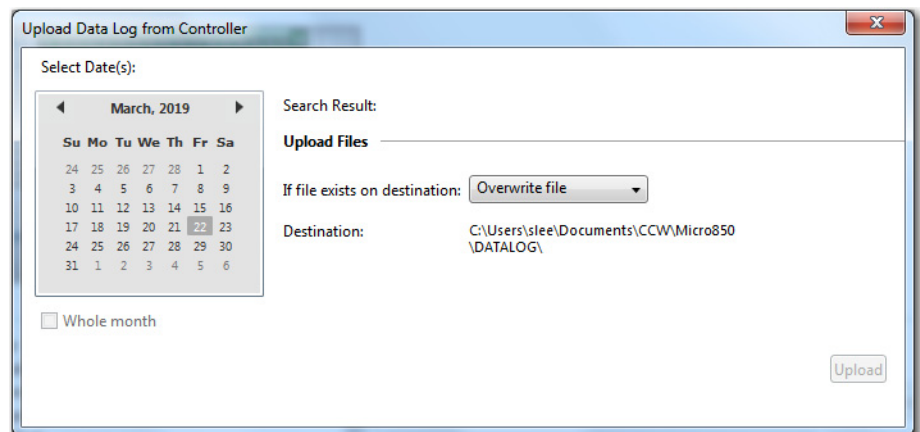 Upload Data Log from Controller
Select Date(s):
March, 2019
Su Mo Tu We Th Fr Sa
24 25 26 27 28 1 2
3 4 5 6 7 8 9
10 11 12 13 14 15 16
17 18 19 20 21 22 23
24 25 26 27 28 29 30
31 1 2 3 4 5 6
Whole month
Search Result:
Upload Files
If file exists on destination: Overwrite file
Destination: C:\Users\slee\Documents\CCW\Micro850
\DATALOG\
Upload